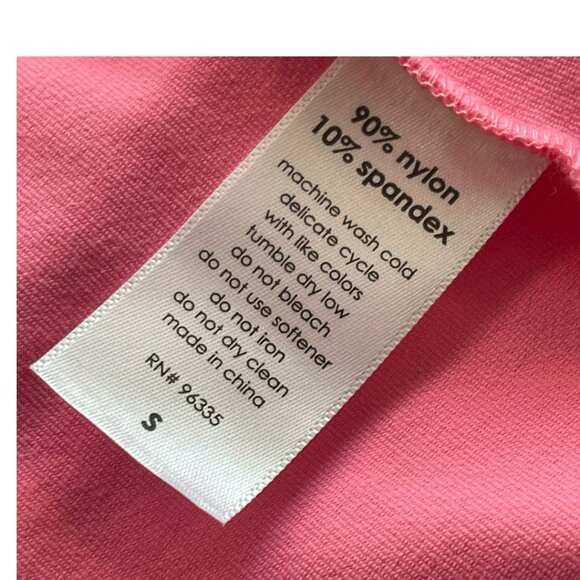 90% nylon
10% spandex
machine wash cold
delicate cycle
with like colors
tumble dry low
do not bleach
do not use softener
do not iron
do not dry clean
made in china
RN# 96335
S